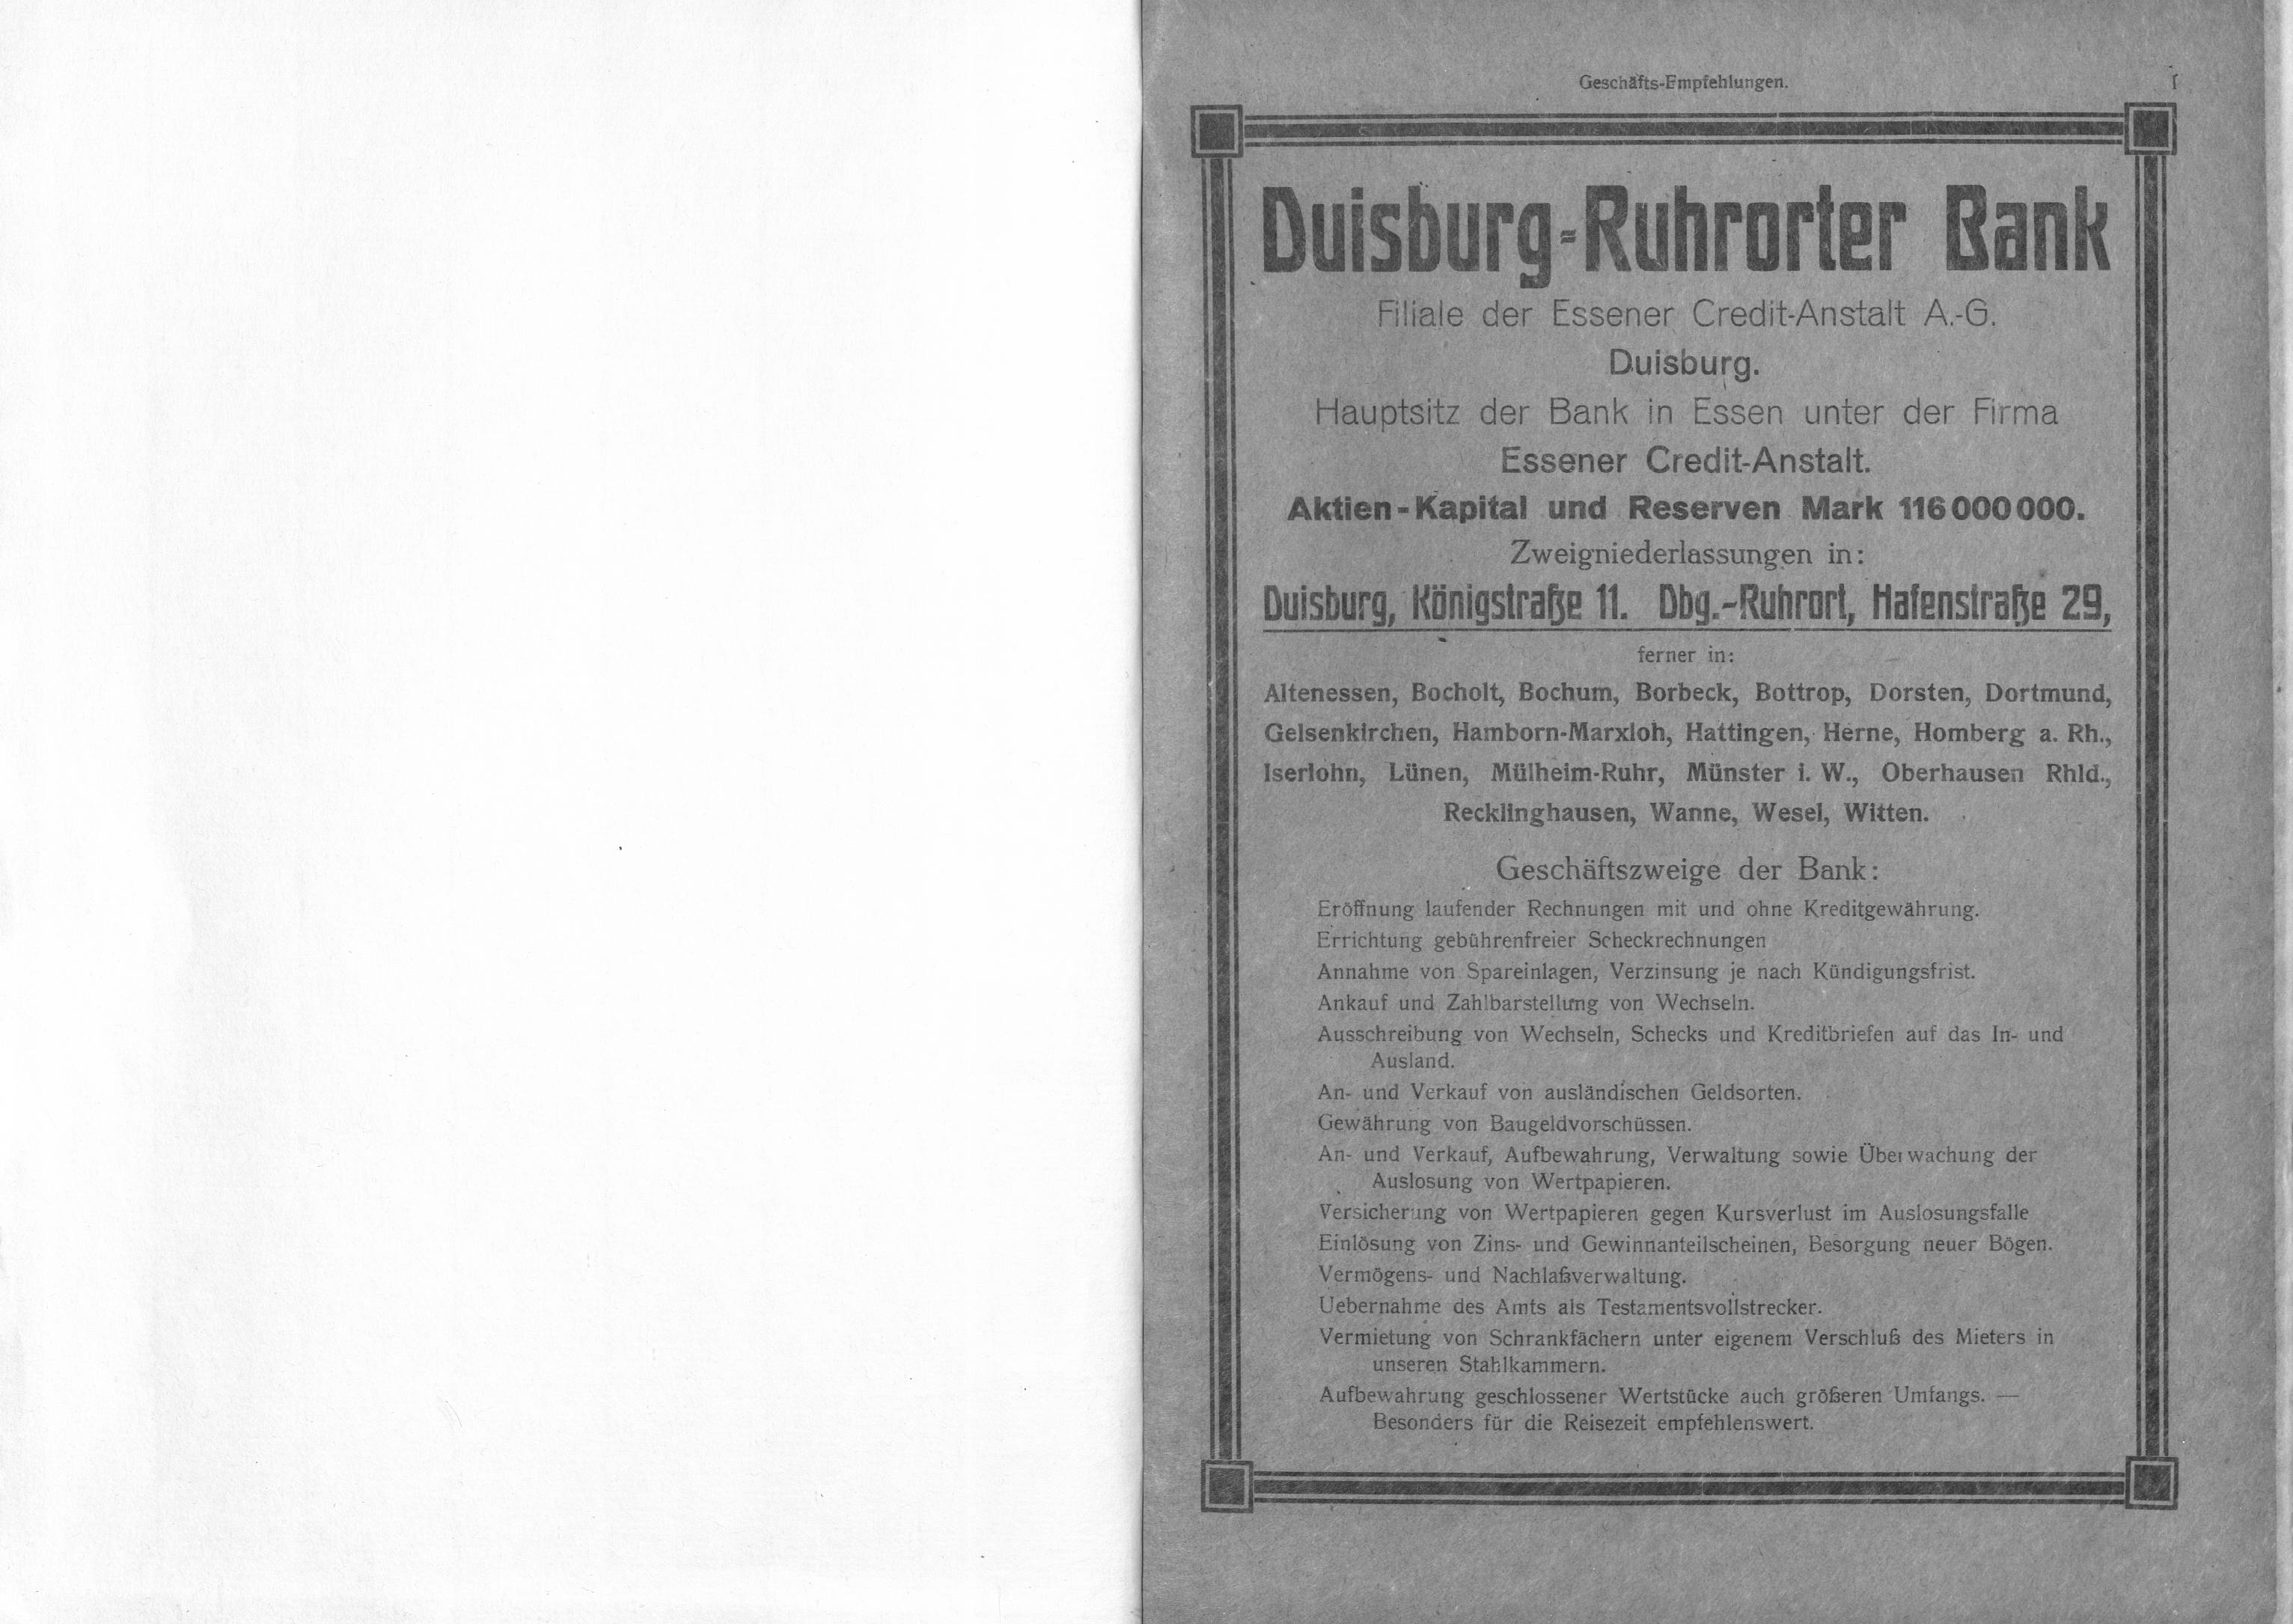 Geschäfts-Empfehlungen. I
Duisburg-Ruhrorter Bank
Filiale der Essener Credit-Anstalt A.-G.
Duisburg.
Hauptsitz der Bank in Essen unter der Firma
Essener Credit-Anstalt.
Aktien-Kapital und Reserven Mark 116000000.
Zweigniederlassungen in:
Duisburg, Königstraße 11. Dbg.-Ruhrort, Hafenstraße 29,
ferner in:
Altenessen, Bocholt, Bochum, Borbeck, Bottrop, Dorsten, Dortmund,
Gelsenkirchen, Hamborn-Marxloh, Hattingen, Herne, Homberg a. Rh.,
Iserlohn, Lünen, Mülheim-Ruhr, Münster i. W., Oberhausen Rhld.,
Recklinghausen, Wanne, Wesel, Witten.
Geschäftszweige der Bank:
Eröffnung laufender Rechnungen mit und ohne Kreditgewährung.
Errichtung gebührenfreier Scheckrechnungen
Annahme von Spareinlagen, Verzinsung je nach Kündigungsfrist.
Ankauf und Zahlbarstellung von Wechseln.
Ausschreibung von Wechseln, Schecks und Kreditbriefen auf das In- und
Ausland.
An- und Verkauf von ausländischen Geldsorten.
Gewährung von Baugeldvorschüssen.
An- und Verkauf, Aufbewahrung, Verwaltung sowie Überwachung der
Auslosung von Wertpapieren.
Versicherung von Wertpapieren gegen Kursverlust im Auslosungsfalle
Einlösung von Zins- und Gewinnanteilscheinen, Besorgung neuer Bögen.
Vermögens- und Nachlaßverwaltung.
Uebernahme des Amts als Testamentsvollstrecker.
Vermietung von Schrankfächern unter eigenem Verschluß des Mieters in
unseren Stahlkammern.
Aufbewahrung geschlossener Wertstücke auch größeren Umfangs. —
Besonders für die Reisezeit empfehlenswert.